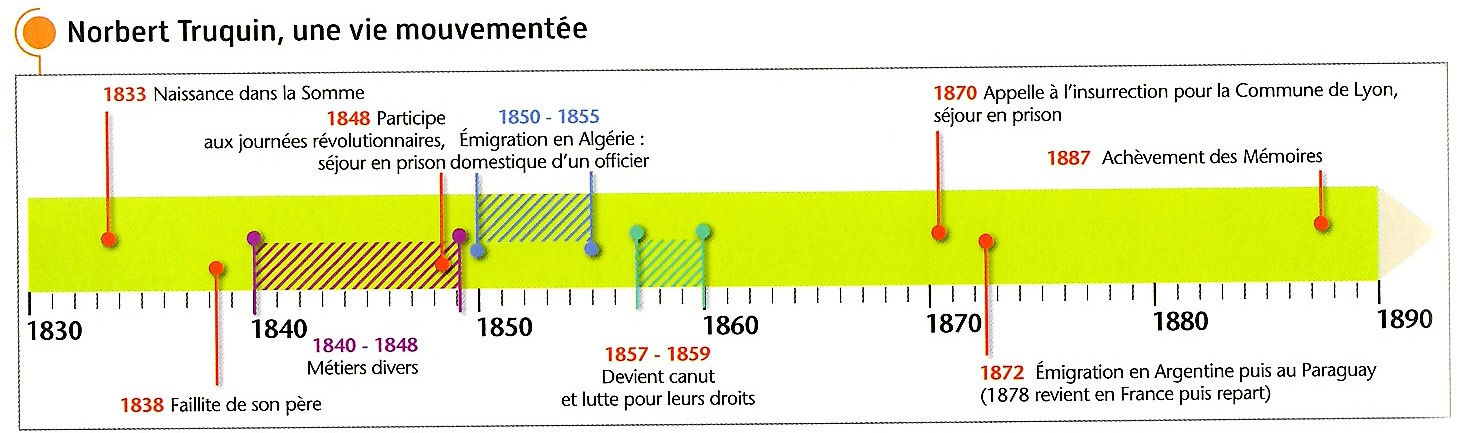 Norbert Truquin, une vie mouvementée
1833 Naissance dans la Somme
1848 Participe
aux journées révolutionnaires,
séjour en prison
1850 - 1855
Émigration en Algérie :
domestique d'un officier
1870 Appelle à l'insurrection pour la Commune de Lyon,
séjour en prison
1887 Achèvement des Mémoires
1830
1840
1850
1860
1870
1880
1890
1840 - 1848
Métiers divers
1838 Faillite de son père
1857 - 1859
Devient canut
et lutte pour leurs droits
1872 Émigration en Argentine puis au Paraguay
(1878 revient en France puis repart)